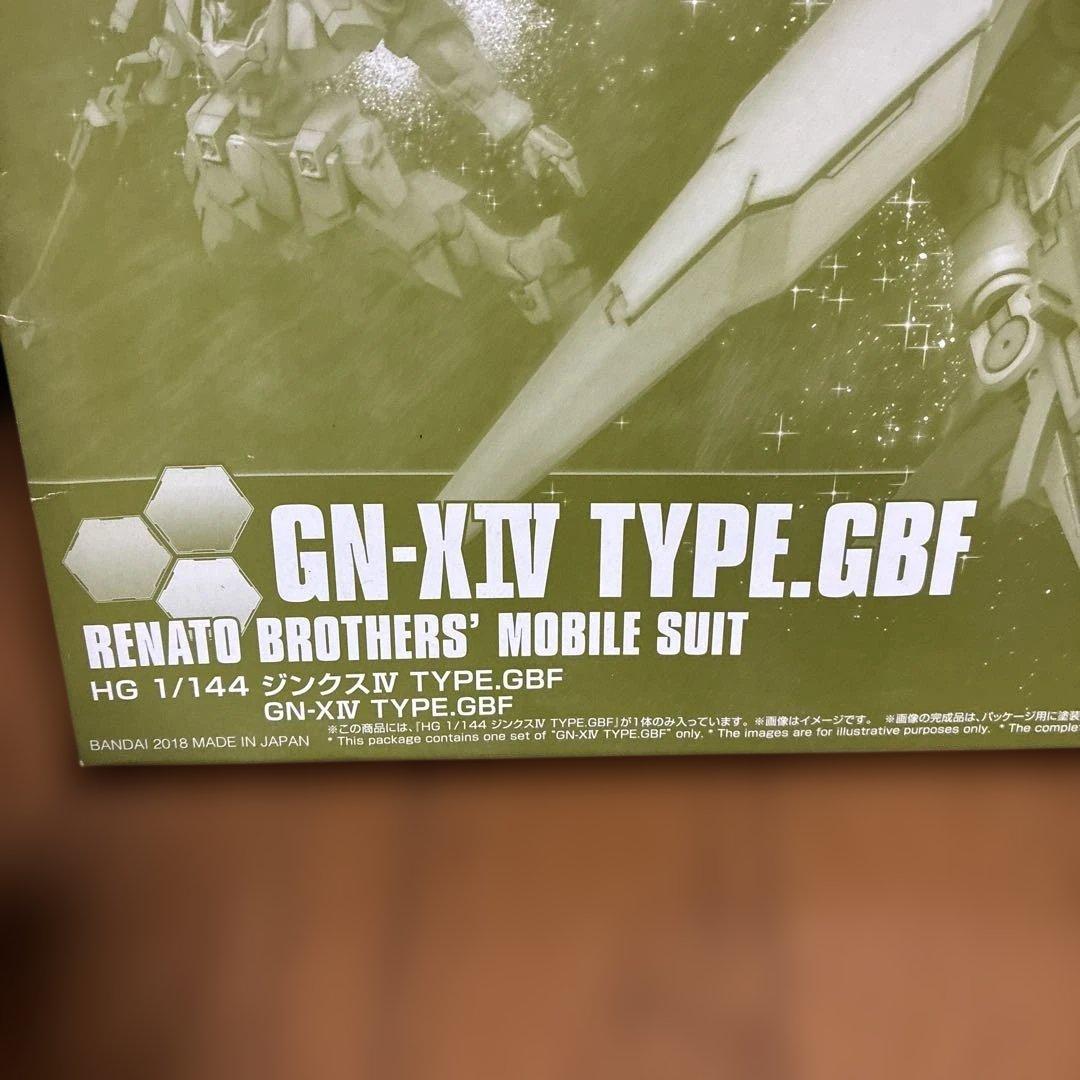 GN-XⅣ TYPE.GBF
RENATO BROTHERS' MOBILE SUIT
HG 1/144 ジンクスⅣ TYPE.GBF
GN-XⅣ TYPE.GBF
※この商品には、「HG 1/144 ジンクスⅣ TYPE.GBF」が1体のみ入っています。※画像はイメージです。 ※画像の完成品は、パッケージ用に塗装
BANDAI 2018 MADE IN JAPAN
* This package contains one set of "GN-XⅣ TYPE.GBF" only. * The images are for illustrative purposes only. * The comple